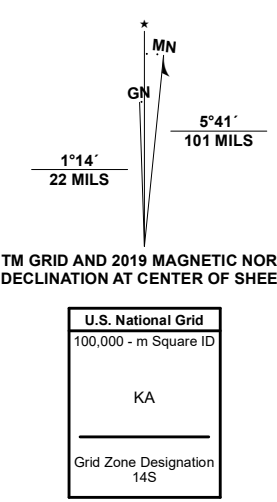 ★
MN
GN
5°41´
101 MILS
1°14´
22 MILS
TM GRID AND 2019 MAGNETIC NOR
DECLINATION AT CENTER OF SHEE
U.S. National Grid
100,000 - m Square ID
KA
Grid Zone Designation
14S